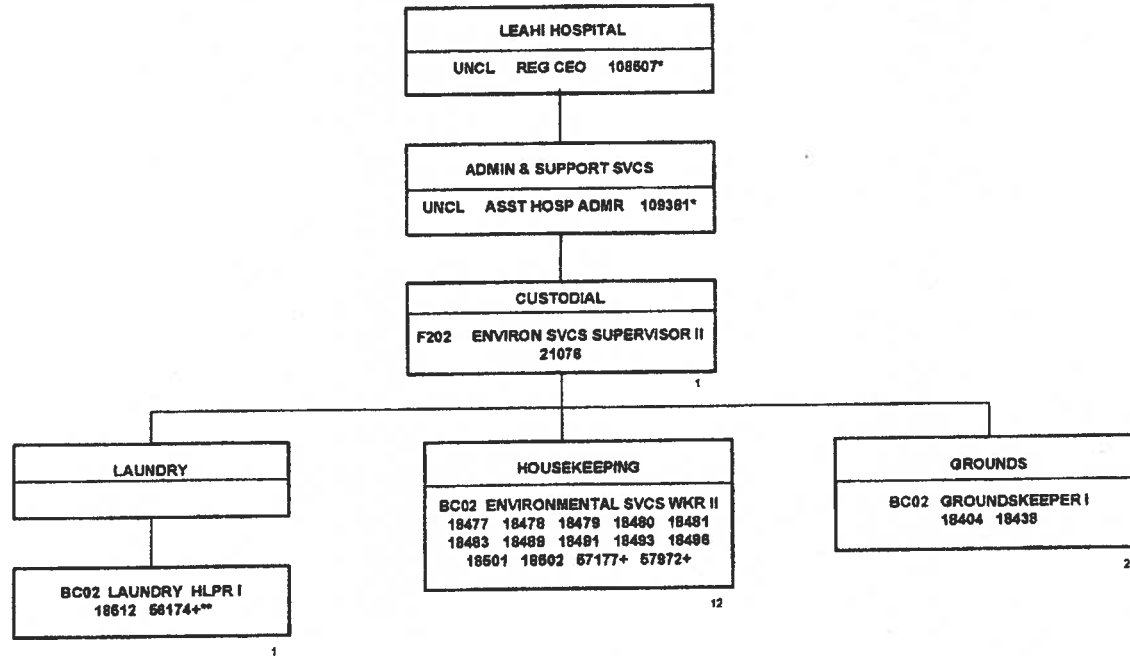 LEAHI HOSPITAL
UNCL REG CEO 108507*
ADMIN & SUPPORT SVCS
UNCL ASST HOSP ADMR 109361*
CUSTODIAL
F202 ENVIRON SVCS SUPERVISOR II
21076
1
LAUNDRY
BC02 LAUNDRY HLPR I
18512 56174+**
1
HOUSEKEEPING
BC02 ENVIRONMENTAL SVCS WKR II
18477 18478 18479 18480 18481
18483 18489 18491 18493 18496
18501 18502 57177+ 57972+
12
GROUNDS
BC02 GROUNDSKEEPER I
18404 18438
2